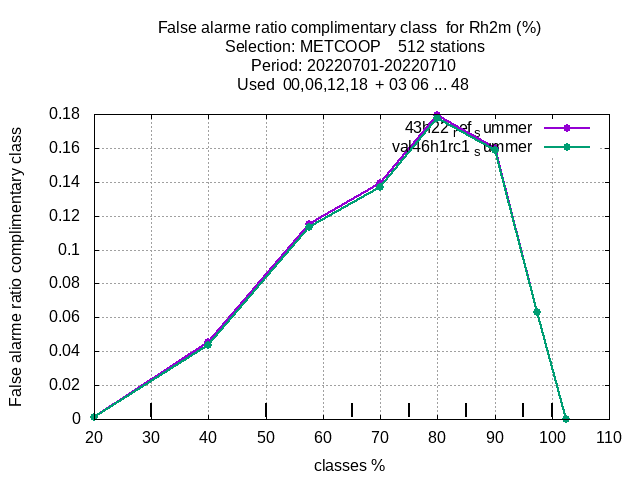 False alarme ratio complimentary class  for Rh2m (%)
Selection: METCOOP    512 stations
Period: 20220701-20220710
Used  00,06,12,18  + 03 06 ... 48
False alarme ratio complimentary class
0.18
0.16
0.14
0.12
0.1
0.08
0.06
0.04
0.02
0
43h22ref summer
val46h1rc1summer
20 30 40 50 60 70 80 90 100 110
classes %